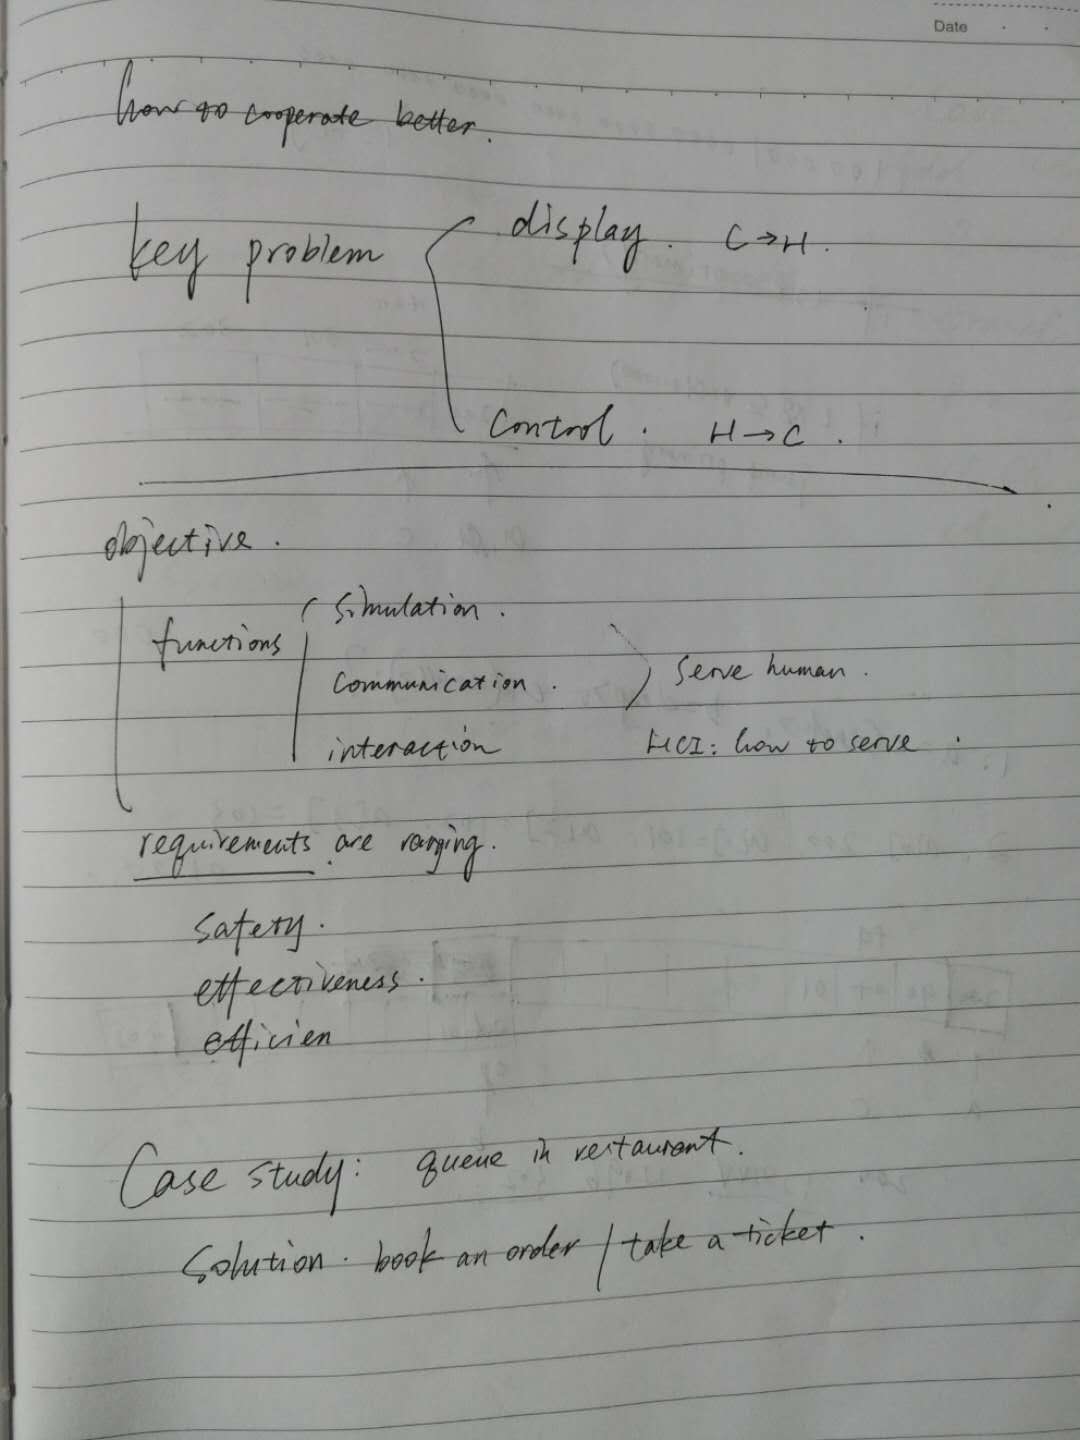 Date
how to cooperate better.
key problem
display. C→H.
Control. H→C.
objective.
functions
simulation.
communication.
interaction
serve human.
HCI: how to serve.
requirements are ranging.
safety.
effectiveness.
efficien
Case study: queue in restaurant.
Solution. book an order / take a ticket.